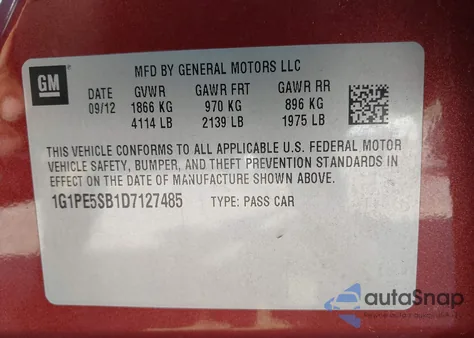 GM
MFD BY GENERAL MOTORS LLC
DATE GVWR GAWR FRT GAWR RR
09/12 1866 KG 970 KG 896 KG
4114 LB 2139 LB 1975 LB
THIS VEHICLE CONFORMS TO ALL APPLICABLE U.S. FEDERAL MOTOR
VEHICLE SAFETY, BUMPER, AND THEFT PREVENTION STANDARDS IN
EFFECT ON THE DATE OF MANUFACTURE SHOWN ABOVE.
1G1PE5SB1D7127485 TYPE: PASS CAR
autoSnap